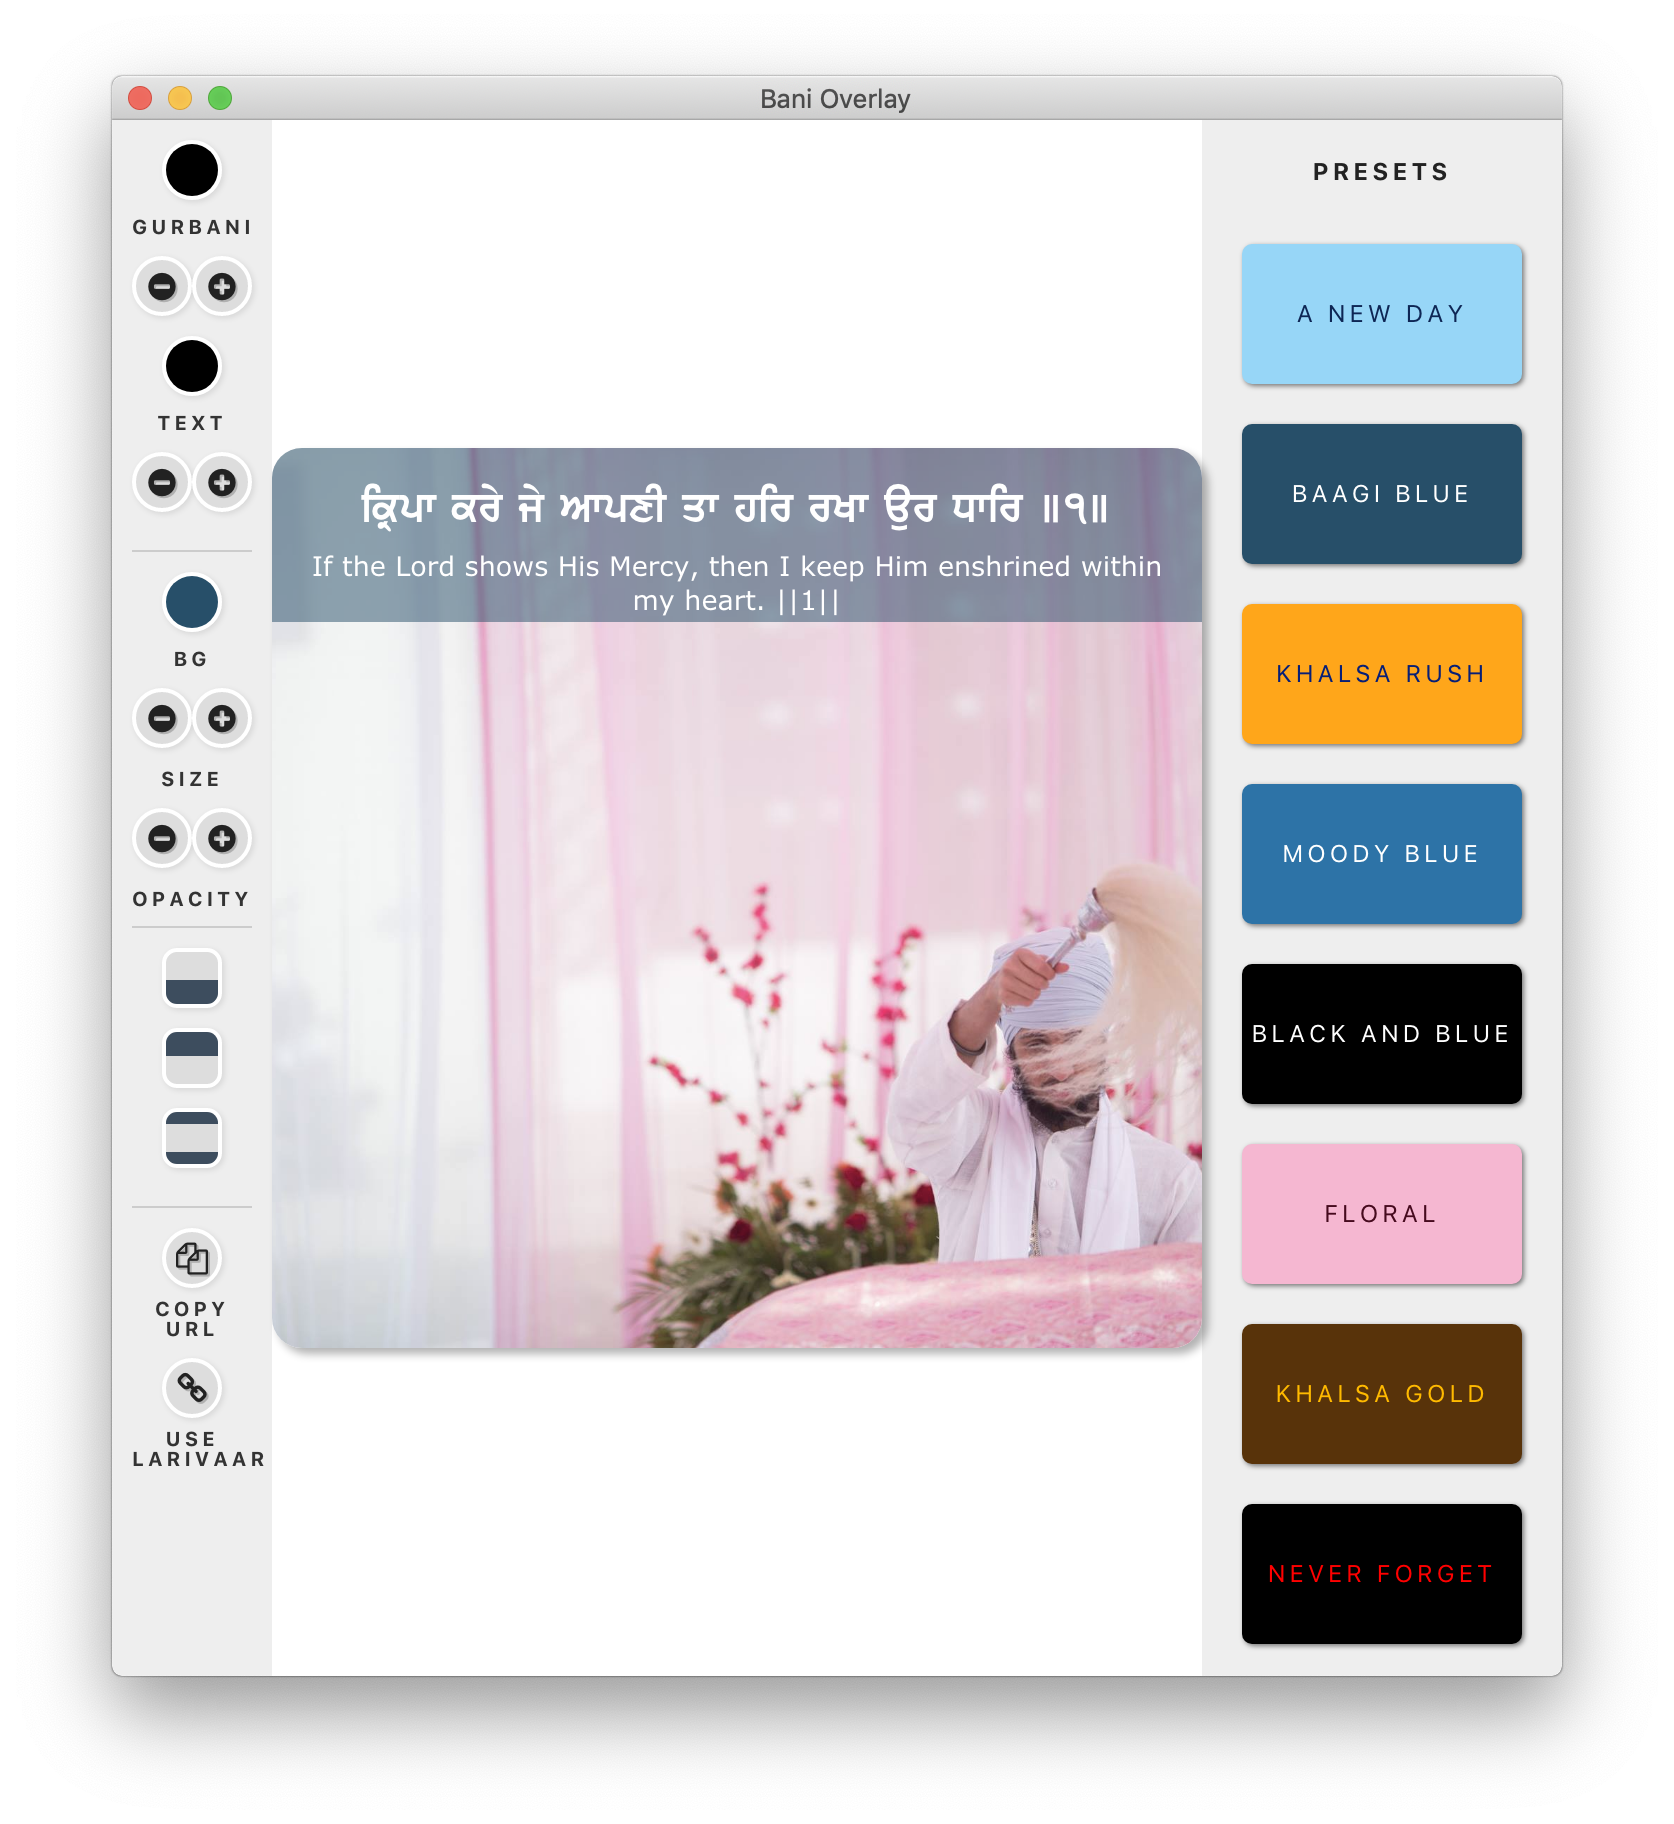 Bani Overlay
GURBANI
TEXT
BG
SIZE
OPACITY
COPY
URL
USE
LARIVAAR
ਕ੍ਰਿਪਾ ਕਰੇ ਜੇ ਆਪਣੀ ਤਾ ਹਰਿ ਰਖਾ ਉਰ ਧਾਰਿ ॥੧॥
If the Lord shows His Mercy, then I keep Him enshrined within
my heart. ||1||
PRESETS
A NEW DAY
BAAGI BLUE
KHALSA RUSH
MOODY BLUE
BLACK AND BLUE
FLORAL
KHALSA GOLD
NEVER FORGET